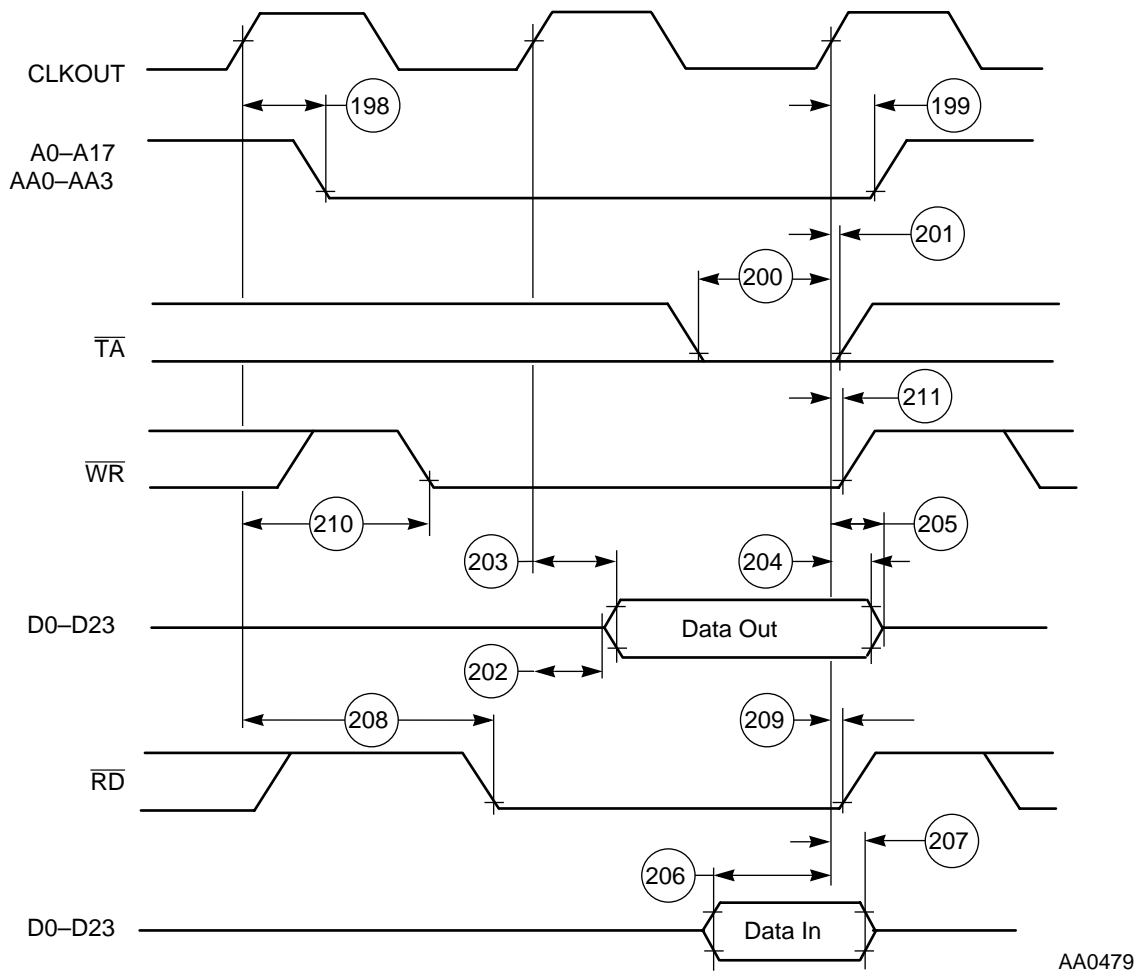 CLKOUT
198
199
A0–A17
AA0–AA3
201
200
TA
211
WR
210
205
203
204
D0–D23
Data Out
202
208
209
RD
207
206
D0–D23
Data In
AA0479